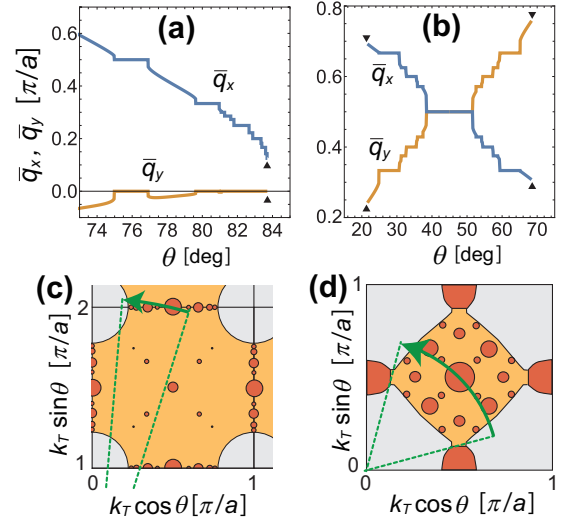 (a)
(b)
q̄x, q̄y [π/a]
0.6
0.4
0.2
0.0
q̄x
q̄y
74 76 78 80 82 84
θ [deg]
0.8
0.6
0.4
0.2
q̄x
q̄y
20 30 40 50 60 70
θ [deg]
(c)
(d)
kT sinθ [π/a]
2
1
0 1
kT cosθ [π/a]
kT sinθ [π/a]
1
0
0 1
kT cosθ [π/a]